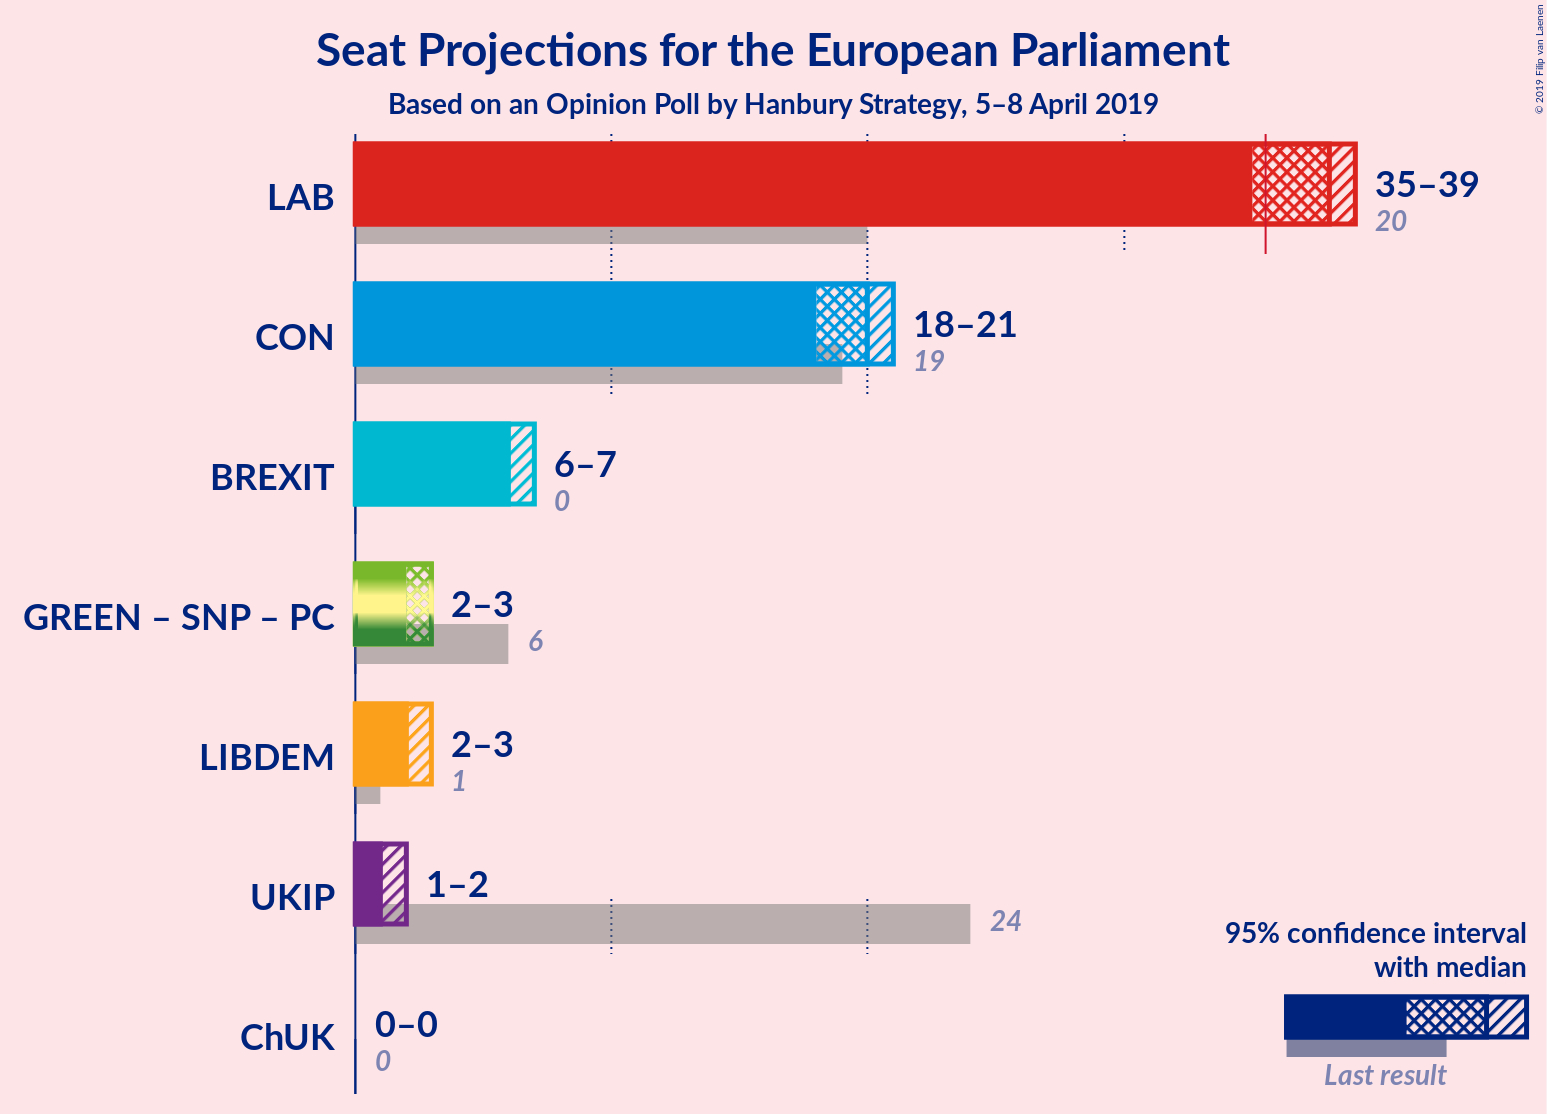 Seat Projections for the European Parliament
Based on an Opinion Poll by Hanbury Strategy, 5–8 April 2019
© 2019 Filip van Laenen
LAB
35–39
20
CON
18–21
19
BREXIT
6–7
0
GREEN – SNP – PC
2–3
6
LIBDEM
2–3
1
UKIP
1–2
24
ChUK
0–0
0
95% confidence interval
with median
Last result